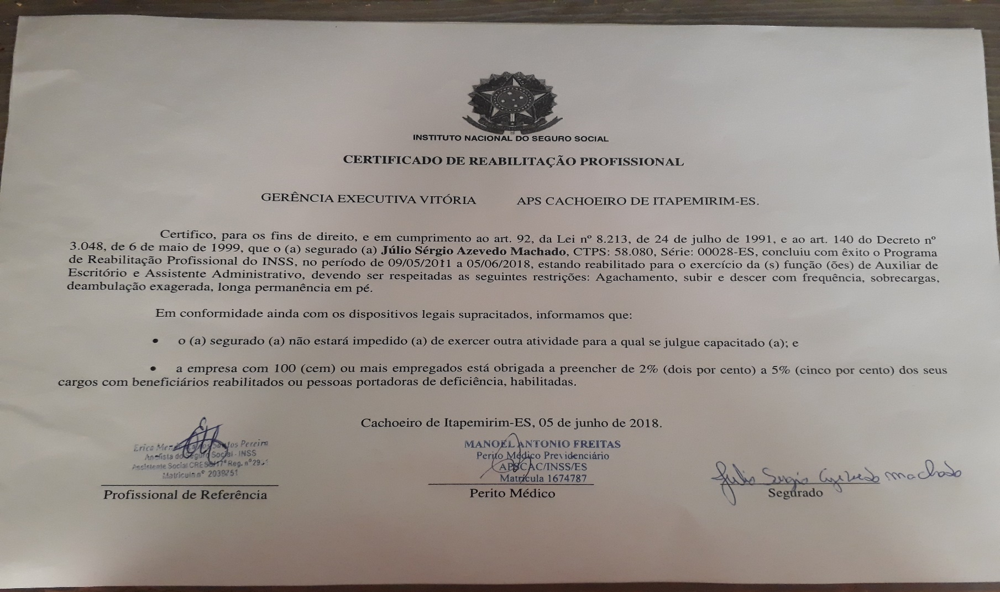 INSTITUTO NACIONAL DO SEGURO SOCIAL
CERTIFICADO DE REABILITAÇÃO PROFISSIONAL
GERÊNCIA EXECUTIVA VITÓRIA APS CACHOEIRO DE ITAPEMIRIM-ES.
Certifico, para os fins de direito, e em cumprimento ao art. 92, da Lei nº 8.213, de 24 de julho de 1991, e ao art. 140 do Decreto nº
3.048, de 6 de maio de 1999, que o (a) segurado (a) Júlio Sérgio Azevedo Machado, CTPS: 58.080, Série: 00028-ES, concluiu com êxito o Programa
de Reabilitação Profissional do INSS, no período de 09/05/2011 a 05/06/2018, estando reabilitado para o exercício da (s) função (ões) de Auxiliar de
Escritório e Assistente Administrativo, devendo ser respeitadas as seguintes restrições: Agachamento, subir e descer com frequência, sobrecargas,
deambulação exagerada, longa permanência em pé.
Em conformidade ainda com os dispositivos legais supracitados, informamos que:
• o (a) segurado (a) não estará impedido (a) de exercer outra atividade para a qual se julgue capacitado (a); e
• a empresa com 100 (cem) ou mais empregados está obrigada a preencher de 2% (dois por cento) a 5% (cinco por cento) dos seus
cargos com beneficiários reabilitados ou pessoas portadoras de deficiência, habilitadas.
Cachoeiro de Itapemirim-ES, 05 de junho de 2018.
Erica Santos Pereira
Analista do Seguro Social - INSS
Assistente Social CRESS 17ª Reg.
Matrícula nº 2039751
Profissional de Referência
MANOEL ANTONIO FREITAS
Perito Médico Previdenciário
APSCAC/INSS/ES
Matrícula 1674787
Perito Médico
Julio Sergio Azevedo Machado
Segurado